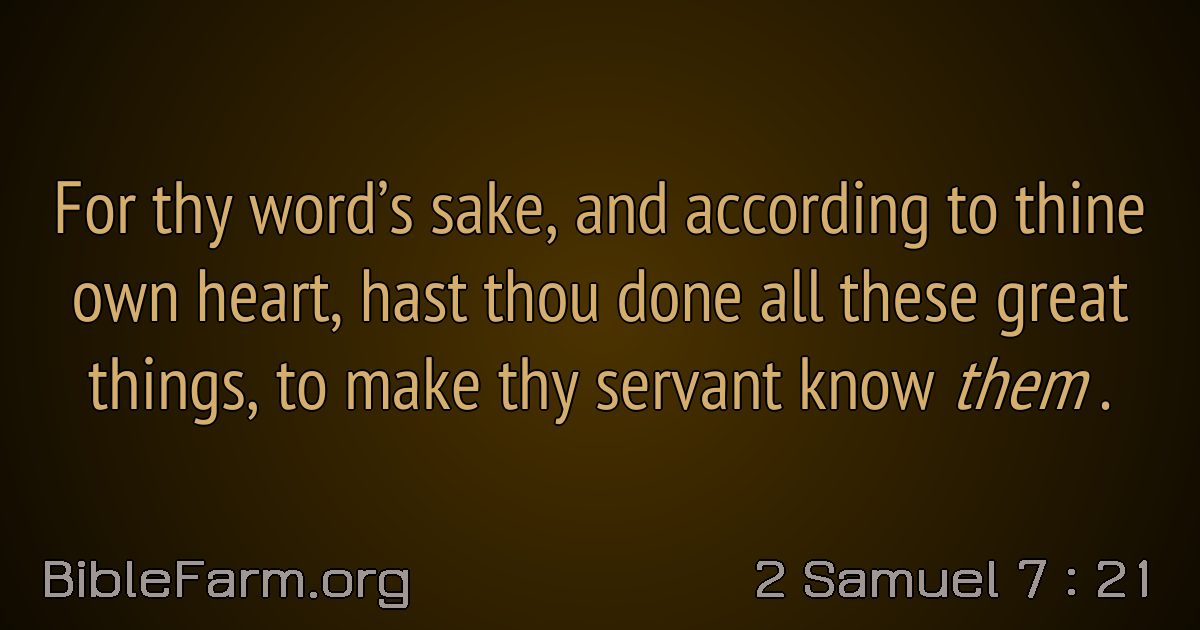 For thy word’s sake, and according to thine
own heart, hast thou done all these great
things, to make thy servant know them .
BibleFarm.org
2 Samuel 7 : 21